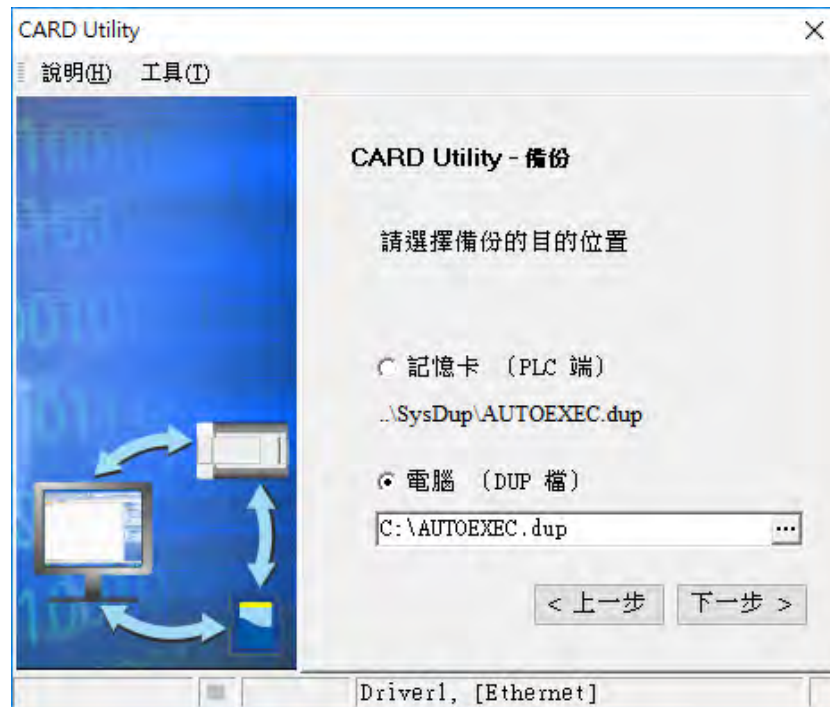 CARD Utility
說明(H) 工具(T)
CARD Utility - 備份
請選擇備份的目的位置
記憶卡 (PLC 端)
..\SysDup\AUTOEXEC.dup
電腦 (DUP 檔)
C:\AUTOEXEC.dup ...
< 上一步 下一步 >
Driver1, [Ethernet]